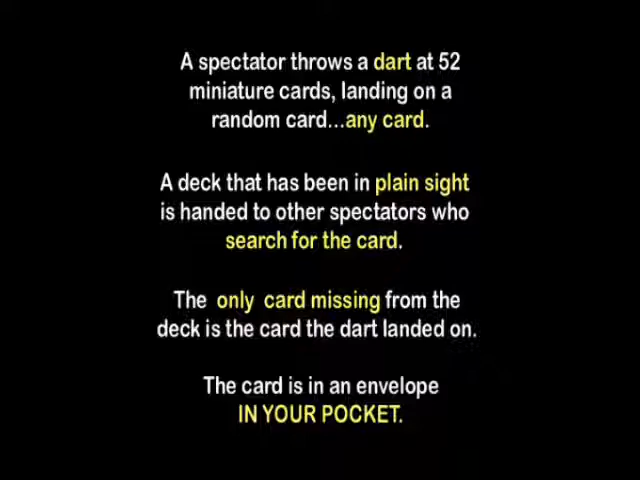 A spectator throws a dart at 52
miniature cards, landing on a
random card...any card.
A deck that has been in plain sight
is handed to other spectators who
search for the card.
The only card missing from the
deck is the card the dart landed on.
The card is in an envelope
IN YOUR POCKET.